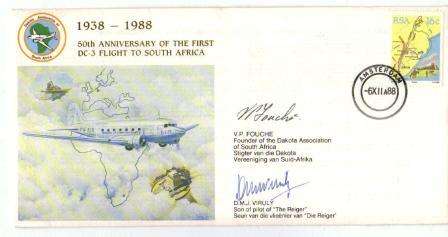 1938 – 1988
50th ANNIVERSARY OF THE FIRST
DC-3 FLIGHT TO SOUTH AFRICA
RSA 16c
AMSTERDAM
-6XII∆88
V.P. FOUCHE
Founder of the Dakota Association
of South Africa
Stigter van die Dakota
Vereeniging van Suid-Afrika
D.M.J. VIRULY
Son of pilot of "The Reiger"
Seun van die vlieënier van 'Die Reiger'